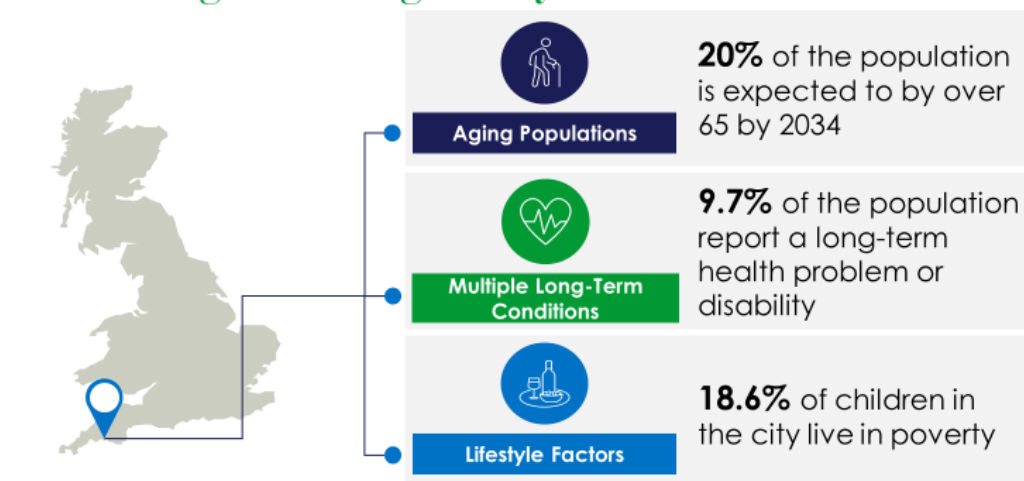 Aging Populations
20% of the population
is expected to by over
65 by 2034
Multiple Long-Term
Conditions
9.7% of the population
report a long-term
health problem or
disability
Lifestyle Factors
18.6% of children in
the city live in poverty